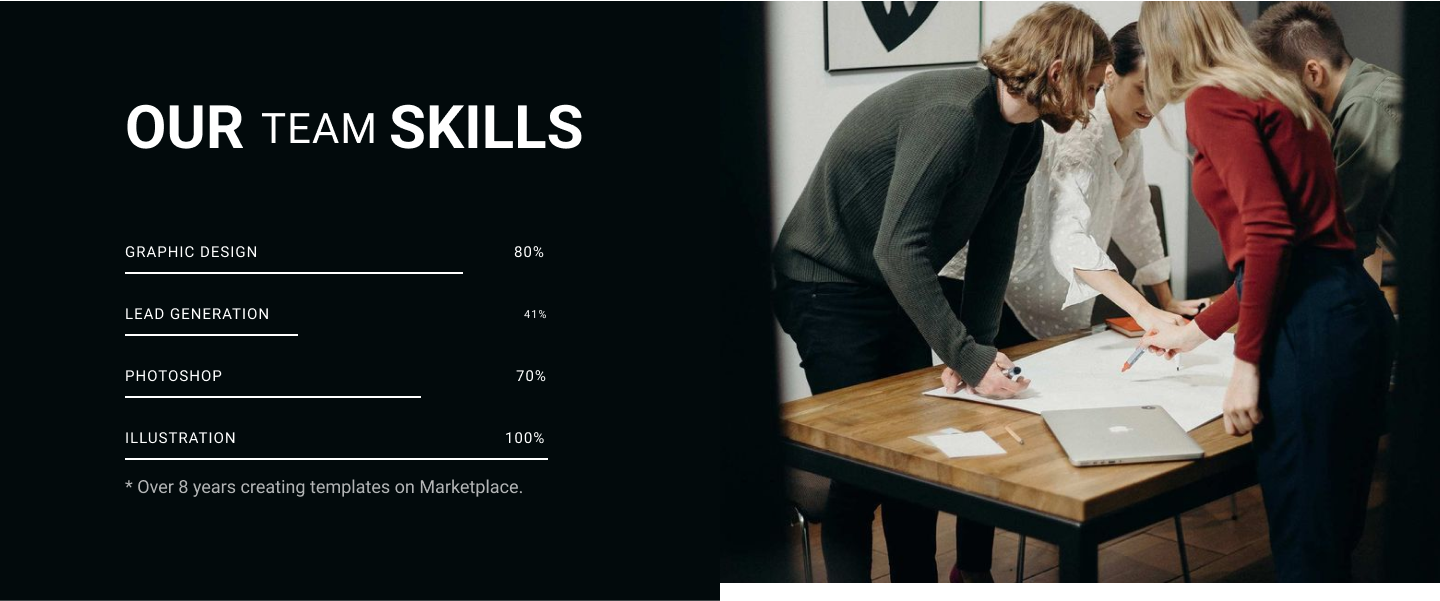 OUR TEAM SKILLS
GRAPHIC DESIGN 80%
LEAD GENERATION 41%
PHOTOSHOP 70%
ILLUSTRATION 100%
* Over 8 years creating templates on Marketplace.